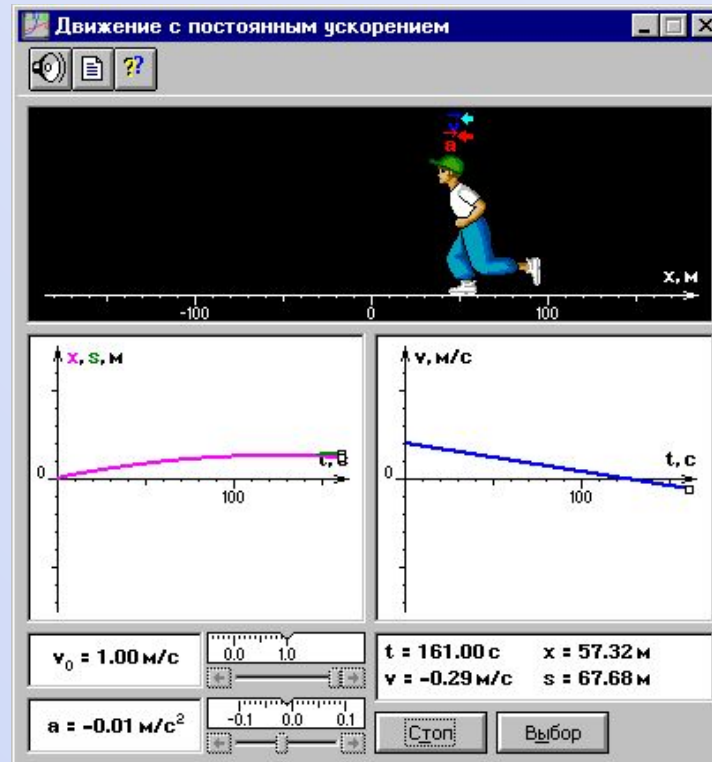 Движение с постоянным ускорением
??
v
a
x, м
-100 0 100
x, s, м
0
t, с
100
v, м/с
0
t, с
100
v₀ = 1.00 м/с
0.0 1.0
a = -0.01 м/с²
-0.1 0.0 0.1
t = 161.00 с x = 57.32 м
v = -0.29 м/с s = 67.68 м
Стоп Выбор